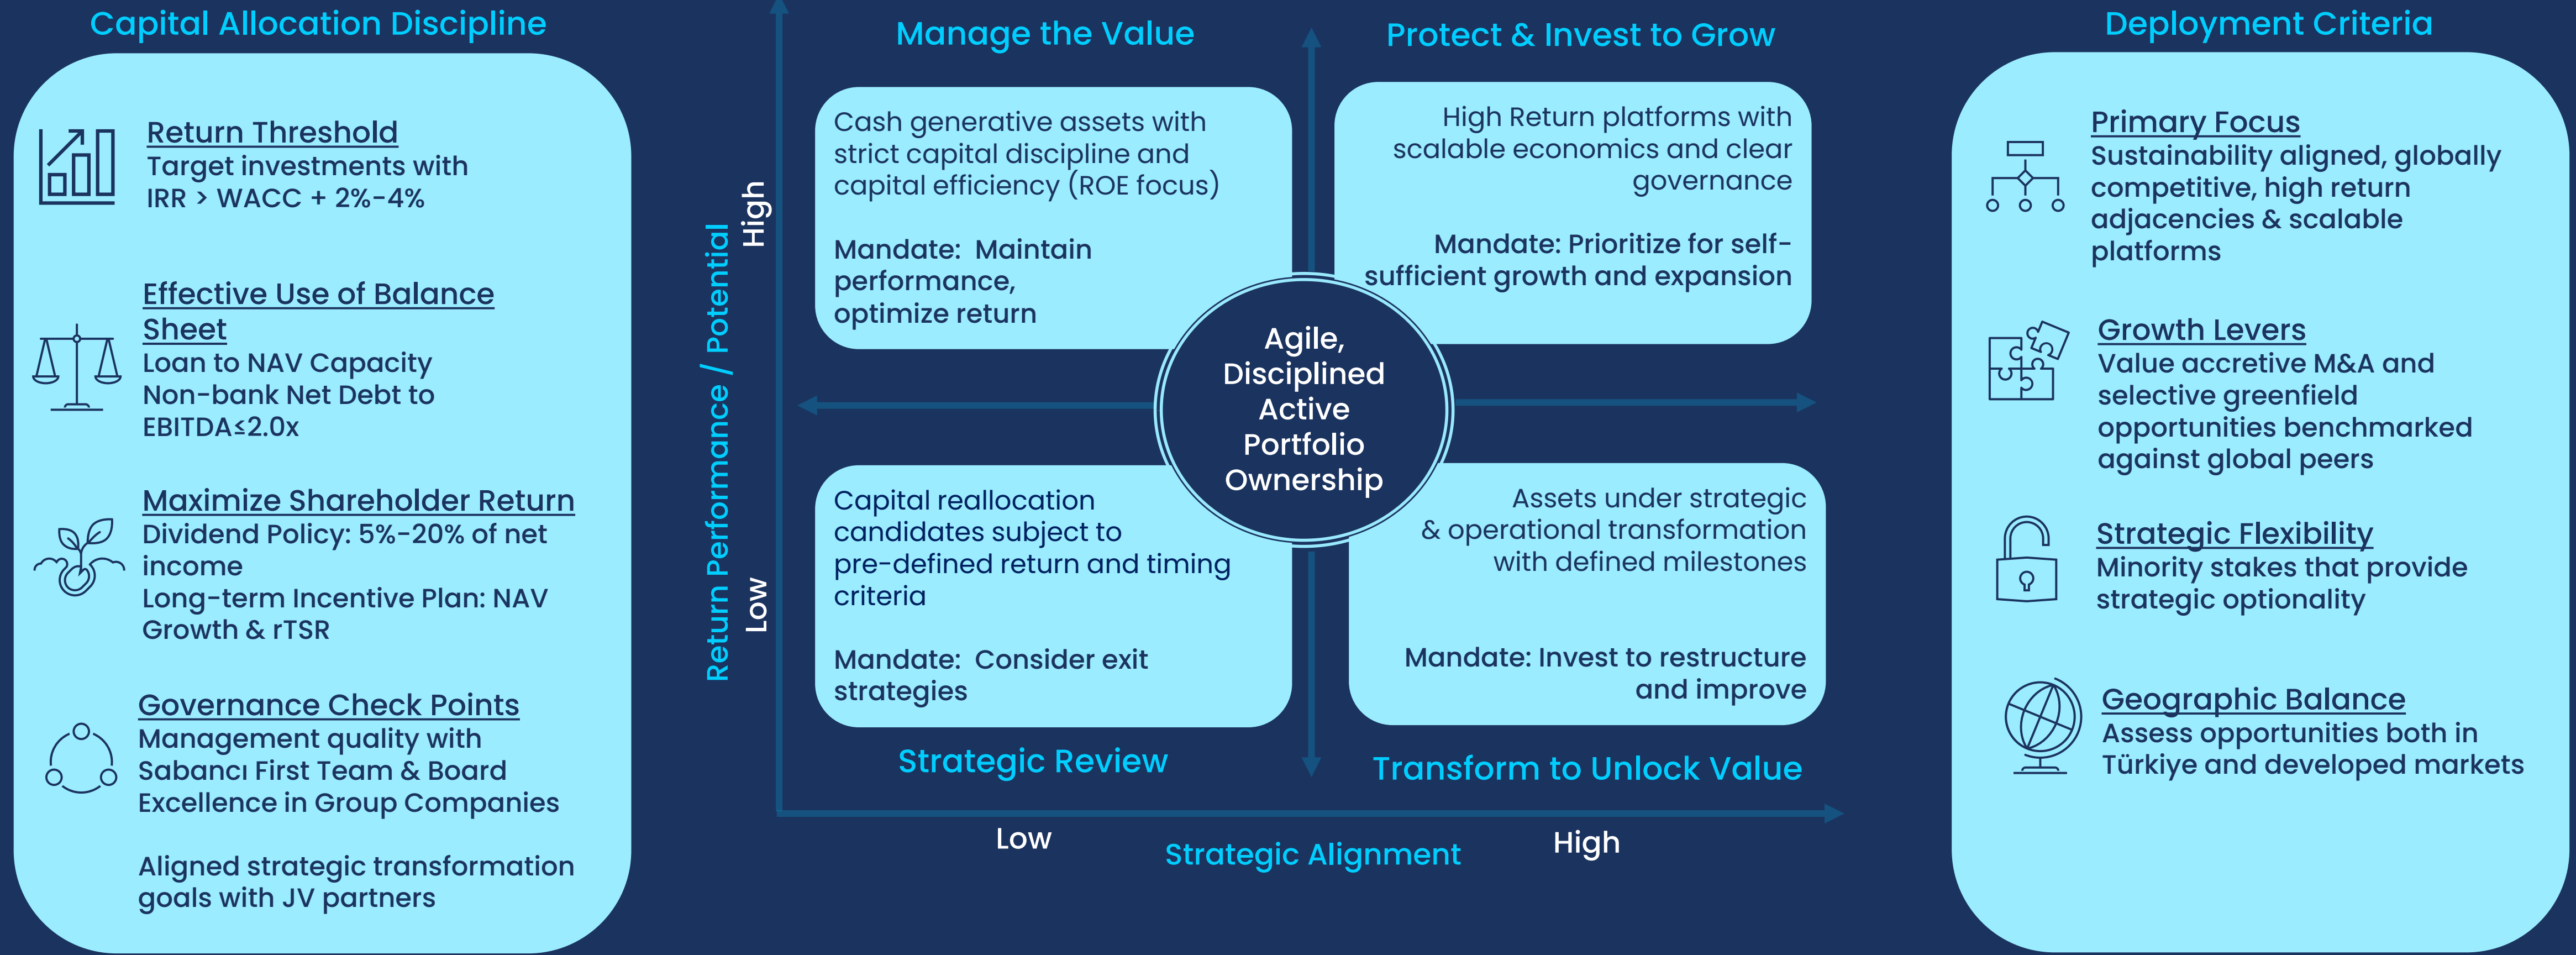 Capital Allocation Discipline
Return Threshold
Target investments with
IRR > WACC + 2%-4%
Effective Use of Balance
Sheet
Loan to NAV Capacity
Non-bank Net Debt to
EBITDA≤2.0x
Maximize Shareholder Return
Dividend Policy: 5%-20% of net
income
Long-term Incentive Plan: NAV
Growth & rTSR
Governance Check Points
Management quality with
Sabancı First Team & Board
Excellence in Group Companies
Aligned strategic transformation
goals with JV partners
Return Performance / Potential
High
Low
Manage the Value
Cash generative assets with
strict capital discipline and
capital efficiency (ROE focus)
Mandate:  Maintain
performance,
optimize return
Protect & Invest to Grow
High Return platforms with
scalable economics and clear
governance
Mandate: Prioritize for self-
sufficient growth and expansion
Agile,
Disciplined
Active
Portfolio
Ownership
Capital reallocation
candidates subject to
pre-defined return and timing
criteria
Mandate:  Consider exit
strategies
Strategic Review
Assets under strategic
& operational transformation
with defined milestones
Mandate: Invest to restructure
and improve
Transform to Unlock Value
Low
Strategic Alignment
High
Deployment Criteria
Primary Focus
Sustainability aligned, globally
competitive, high return
adjacencies & scalable
platforms
Growth Levers
Value accretive M&A and
selective greenfield
opportunities benchmarked
against global peers
Strategic Flexibility
Minority stakes that provide
strategic optionality
Geographic Balance
Assess opportunities both in
Türkiye and developed markets